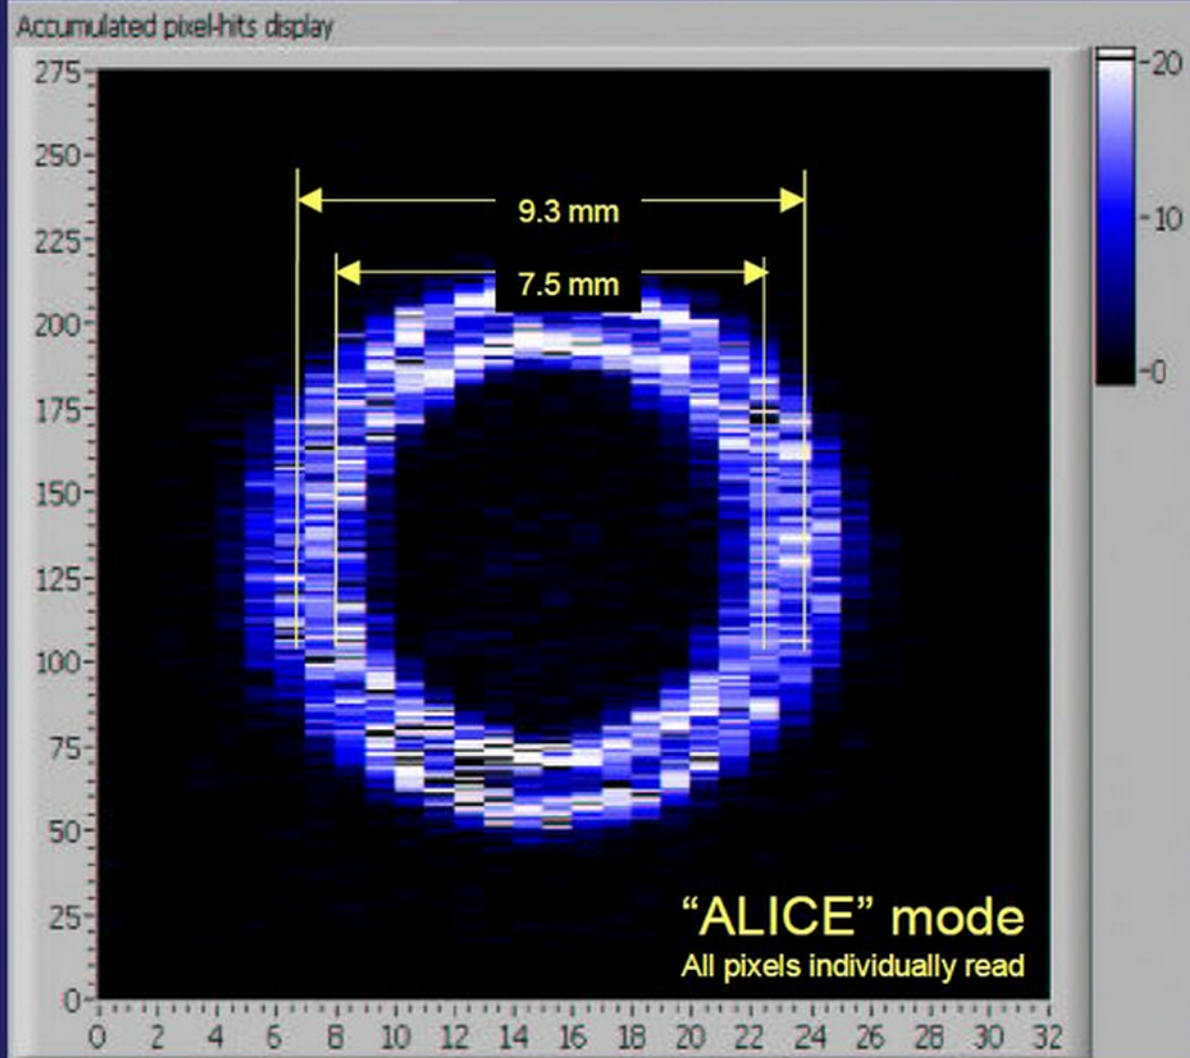 Accumulated pixel-hits display
275
250
225
200
175
150
125
100
75
50
25
0
9.3 mm
7.5 mm
20
10
0
"ALICE" mode
All pixels individually read
0 2 4 6 8 10 12 14 16 18 20 22 24 26 28 30 32